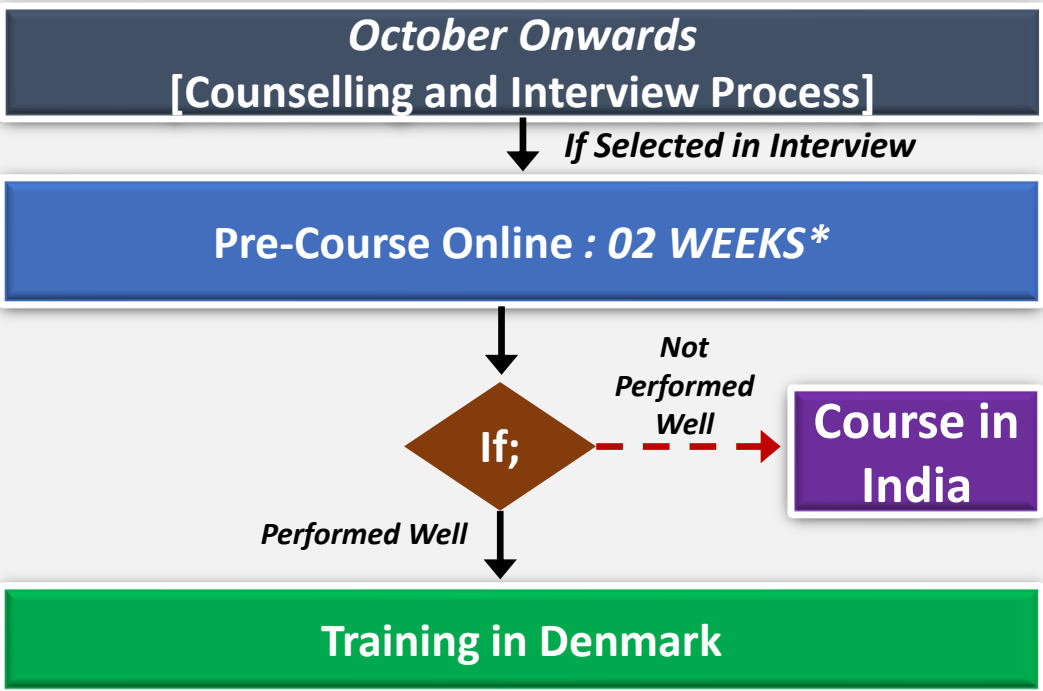 October Onwards
[Counselling and Interview Process]
If Selected in Interview
Pre-Course Online : 02 WEEKS*
Not
Performed
Well
If;
Course in
India
Performed Well
Training in Denmark